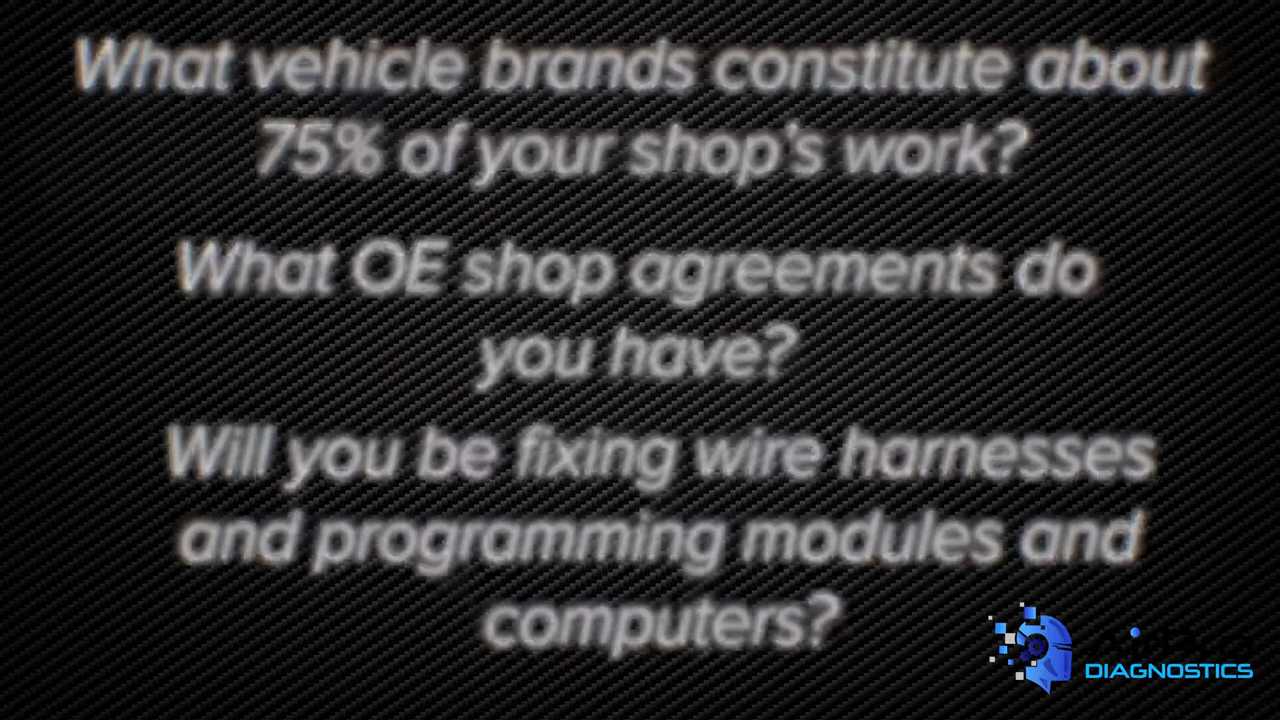 What vehicle brands constitute about
75% of your shop's work?
What OE shop agreements do
you have?
Will you be fixing wire harnesses
and programming modules and
computers?
DIAGNOSTICS